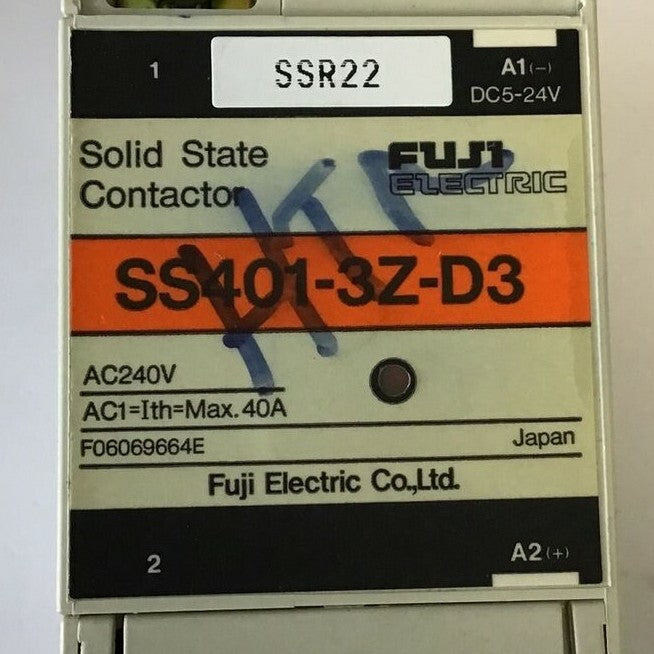 1 SSR22 A1(−)
DC5-24V
Solid State
Contactor
FUJI
ELECTRIC
SS401-3Z-D3
AC240V
AC1=Ith=Max.40A
F06069664E Japan
Fuji Electric Co.,Ltd.
2 A2(+)